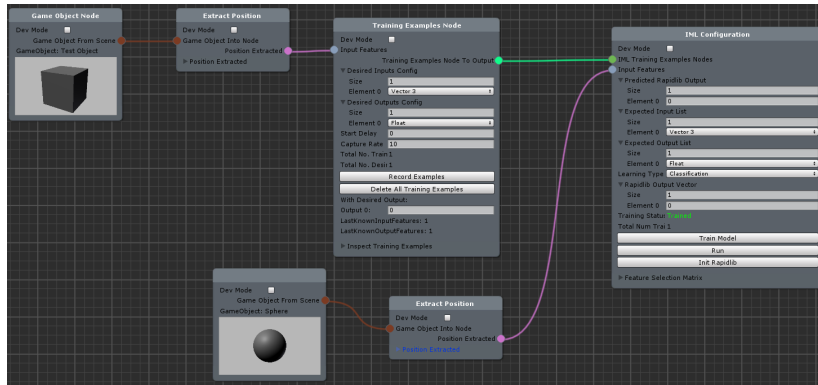 Game Object Node
Dev Mode
Game Object From Scene
GameObject: Test Object
Extract Position
Dev Mode
Game Object Into Node
Position Extracted
Position Extracted
Training Examples Node
Dev Mode
Input Features
Training Examples Node To Output
Desired Inputs Config
Size 1
Element 0 Vector 3
Desired Outputs Config
Size 1
Element 0 Float
Start Delay 0
Capture Rate 10
Total No. Train 1
Total No. Desir 1
Record Examples
Delete All Training Examples
With Desired Output:
Output 0: 0
LastKnownInputFeatures: 1
LastKnownOutputFeatures: 1
Inspect Training Examples
IML Configuration
Dev Mode
IML Training Examples Nodes
Input Features
Predicted Rapidlib Output
Size 1
Element 0 0
Expected Input List
Size 1
Element 0 Vector 3
Expected Output List
Size 1
Element 0 Float
Learning Type Classification
Rapidlib Output Vector
Size 1
Element 0 0
Training Statu: Trained
Total Num Trai 1
Train Model
Run
Init Rapidlib
Feature Selection Matrix
Dev Mode
Game Object From Scene
GameObject: Sphere
Extract Position
Dev Mode
Game Object Into Node
Position Extracted
Position Extracted